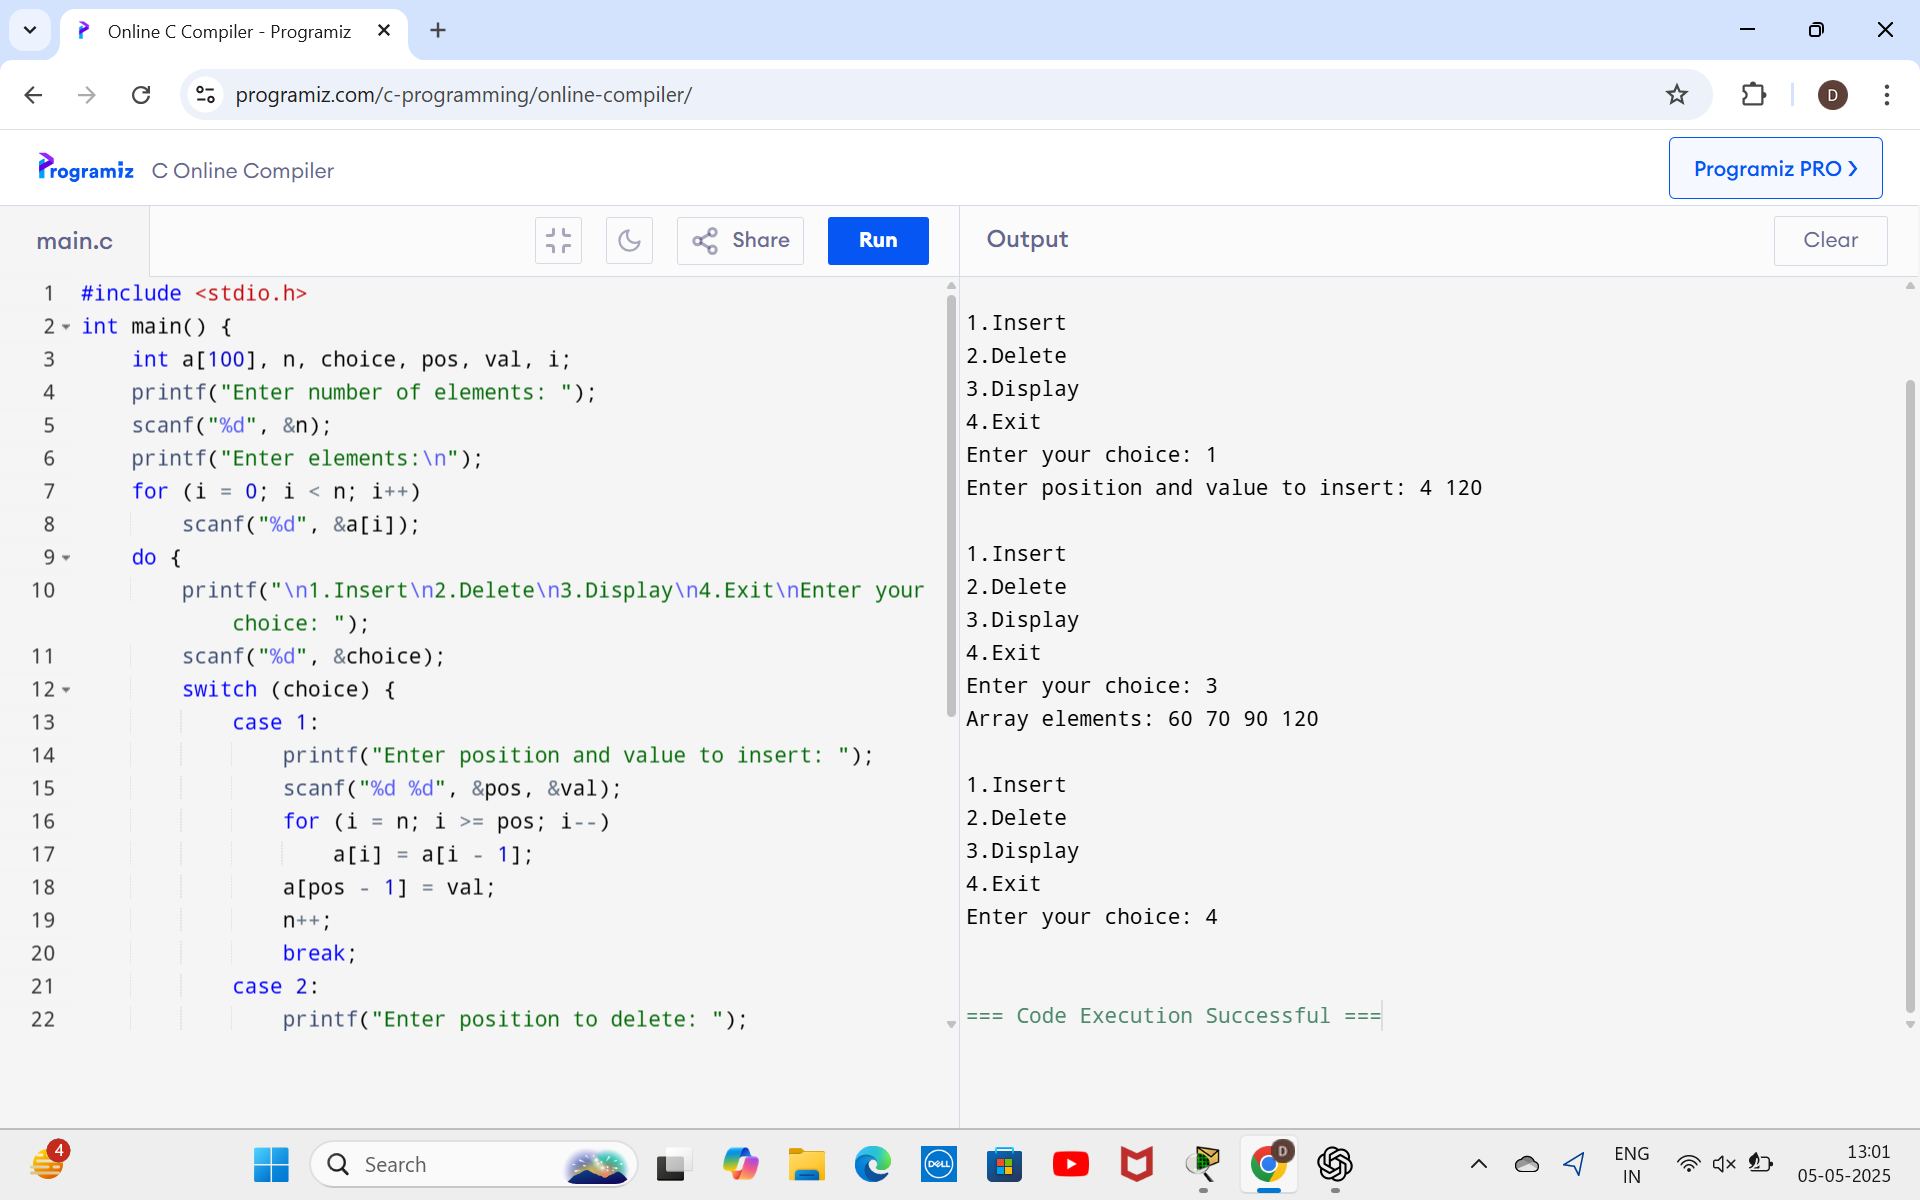 Online C Compiler - Programiz
programiz.com/c-programming/online-compiler/
D
Programiz C Online Compiler
Programiz PRO
main.c
Share
Run
Output
Clear
1 #include <stdio.h>
2 int main() {
3 int a[100], n, choice, pos, val, i;
4 printf("Enter number of elements: ");
5 scanf("%d", &n);
6 printf("Enter elements:\n");
7 for (i = 0; i < n; i++)
8 scanf("%d", &a[i]);
9 do {
10 printf("\n1.Insert\n2.Delete\n3.Display\n4.Exit\nEnter your
choice: ");
11 scanf("%d", &choice);
12 switch (choice) {
13 case 1:
14 printf("Enter position and value to insert: ");
15 scanf("%d %d", &pos, &val);
16 for (i = n; i >= pos; i--)
17 a[i] = a[i - 1];
18 a[pos - 1] = val;
19 n++;
20 break;
21 case 2:
22 printf("Enter position to delete: ");
1.Insert
2.Delete
3.Display
4.Exit
Enter your choice: 1
Enter position and value to insert: 4 120
1.Insert
2.Delete
3.Display
4.Exit
Enter your choice: 3
Array elements: 60 70 90 120
1.Insert
2.Delete
3.Display
4.Exit
Enter your choice: 4
=== Code Execution Successful ===
4
Search
DELL
D
ENG
IN
13:01
05-05-2025